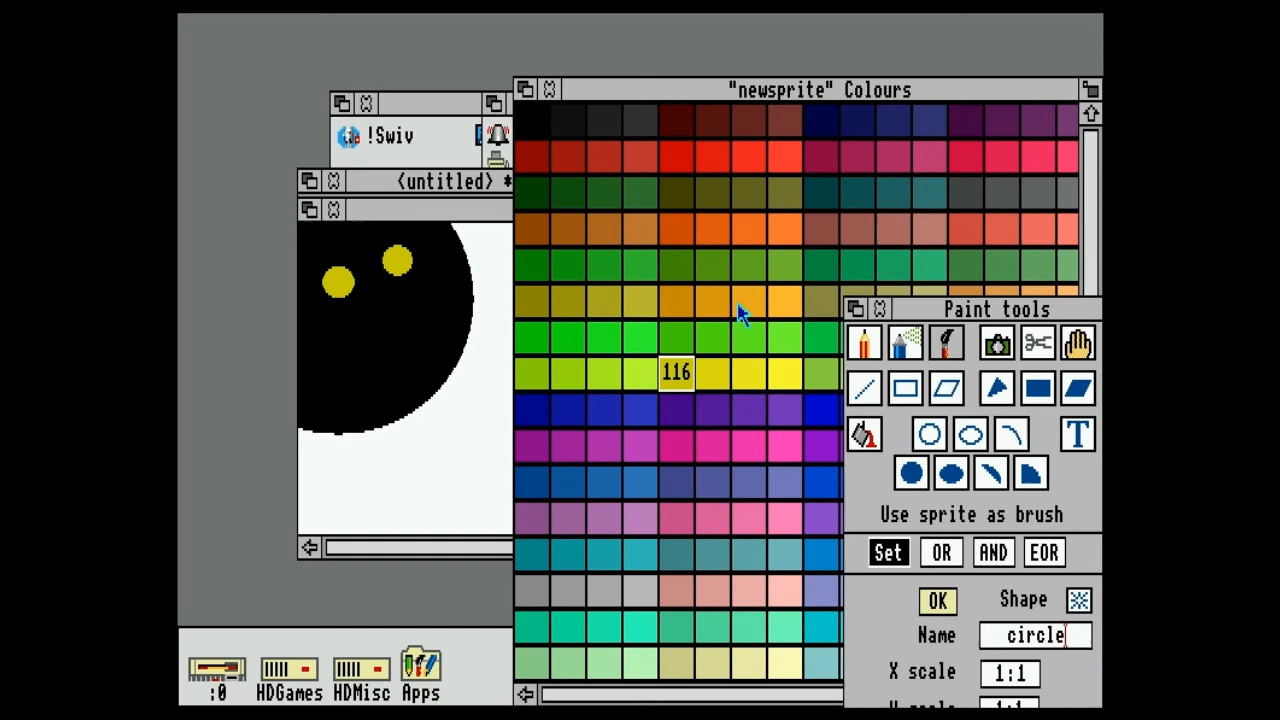 "newsprite" Colours
!Swiv
<untitled> *
Paint tools
116
T
Use sprite as brush
Set OR AND EOR
OK Shape
Name circle
X scale 1:1
:0 HDGames HDMisc Apps